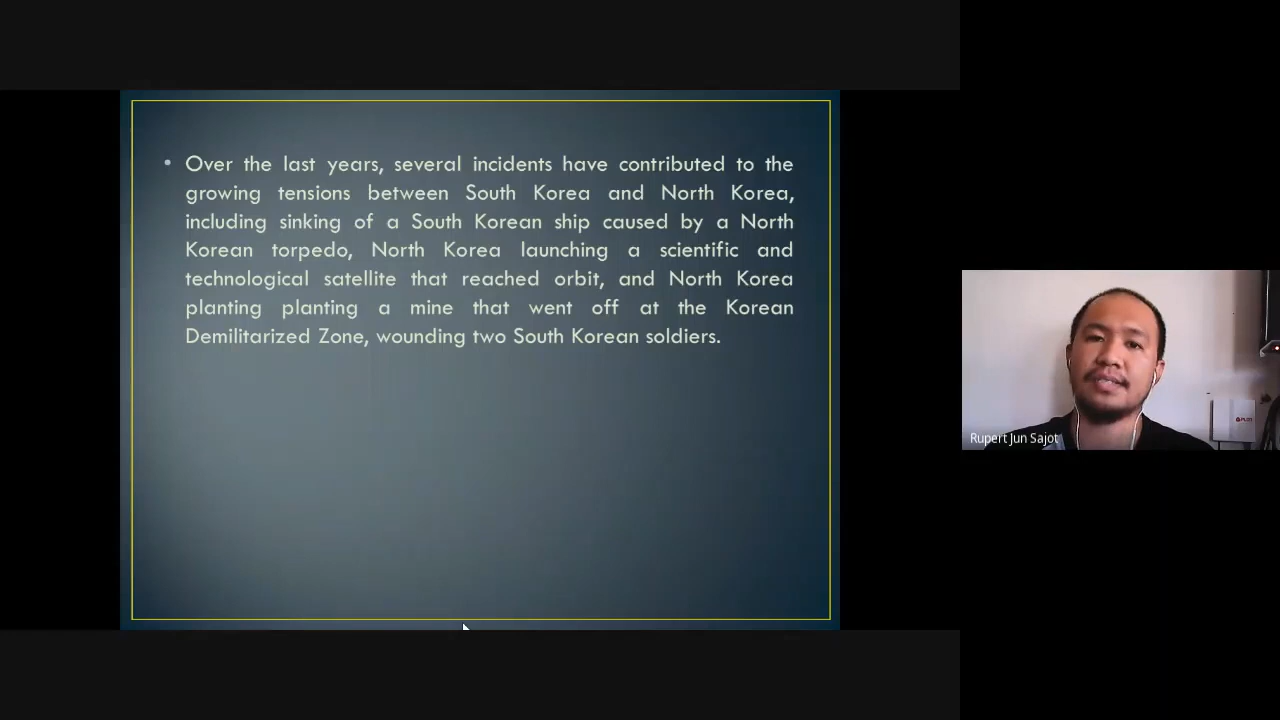 Over the last years, several incidents have contributed to the
growing tensions between South Korea and North Korea,
including sinking of a South Korean ship caused by a North
Korean torpedo, North Korea launching a scientific and
technological satellite that reached orbit, and North Korea
planting planting a mine that went off at the Korean
Demilitarized Zone, wounding two South Korean soldiers.
Rupert Jun Sajot